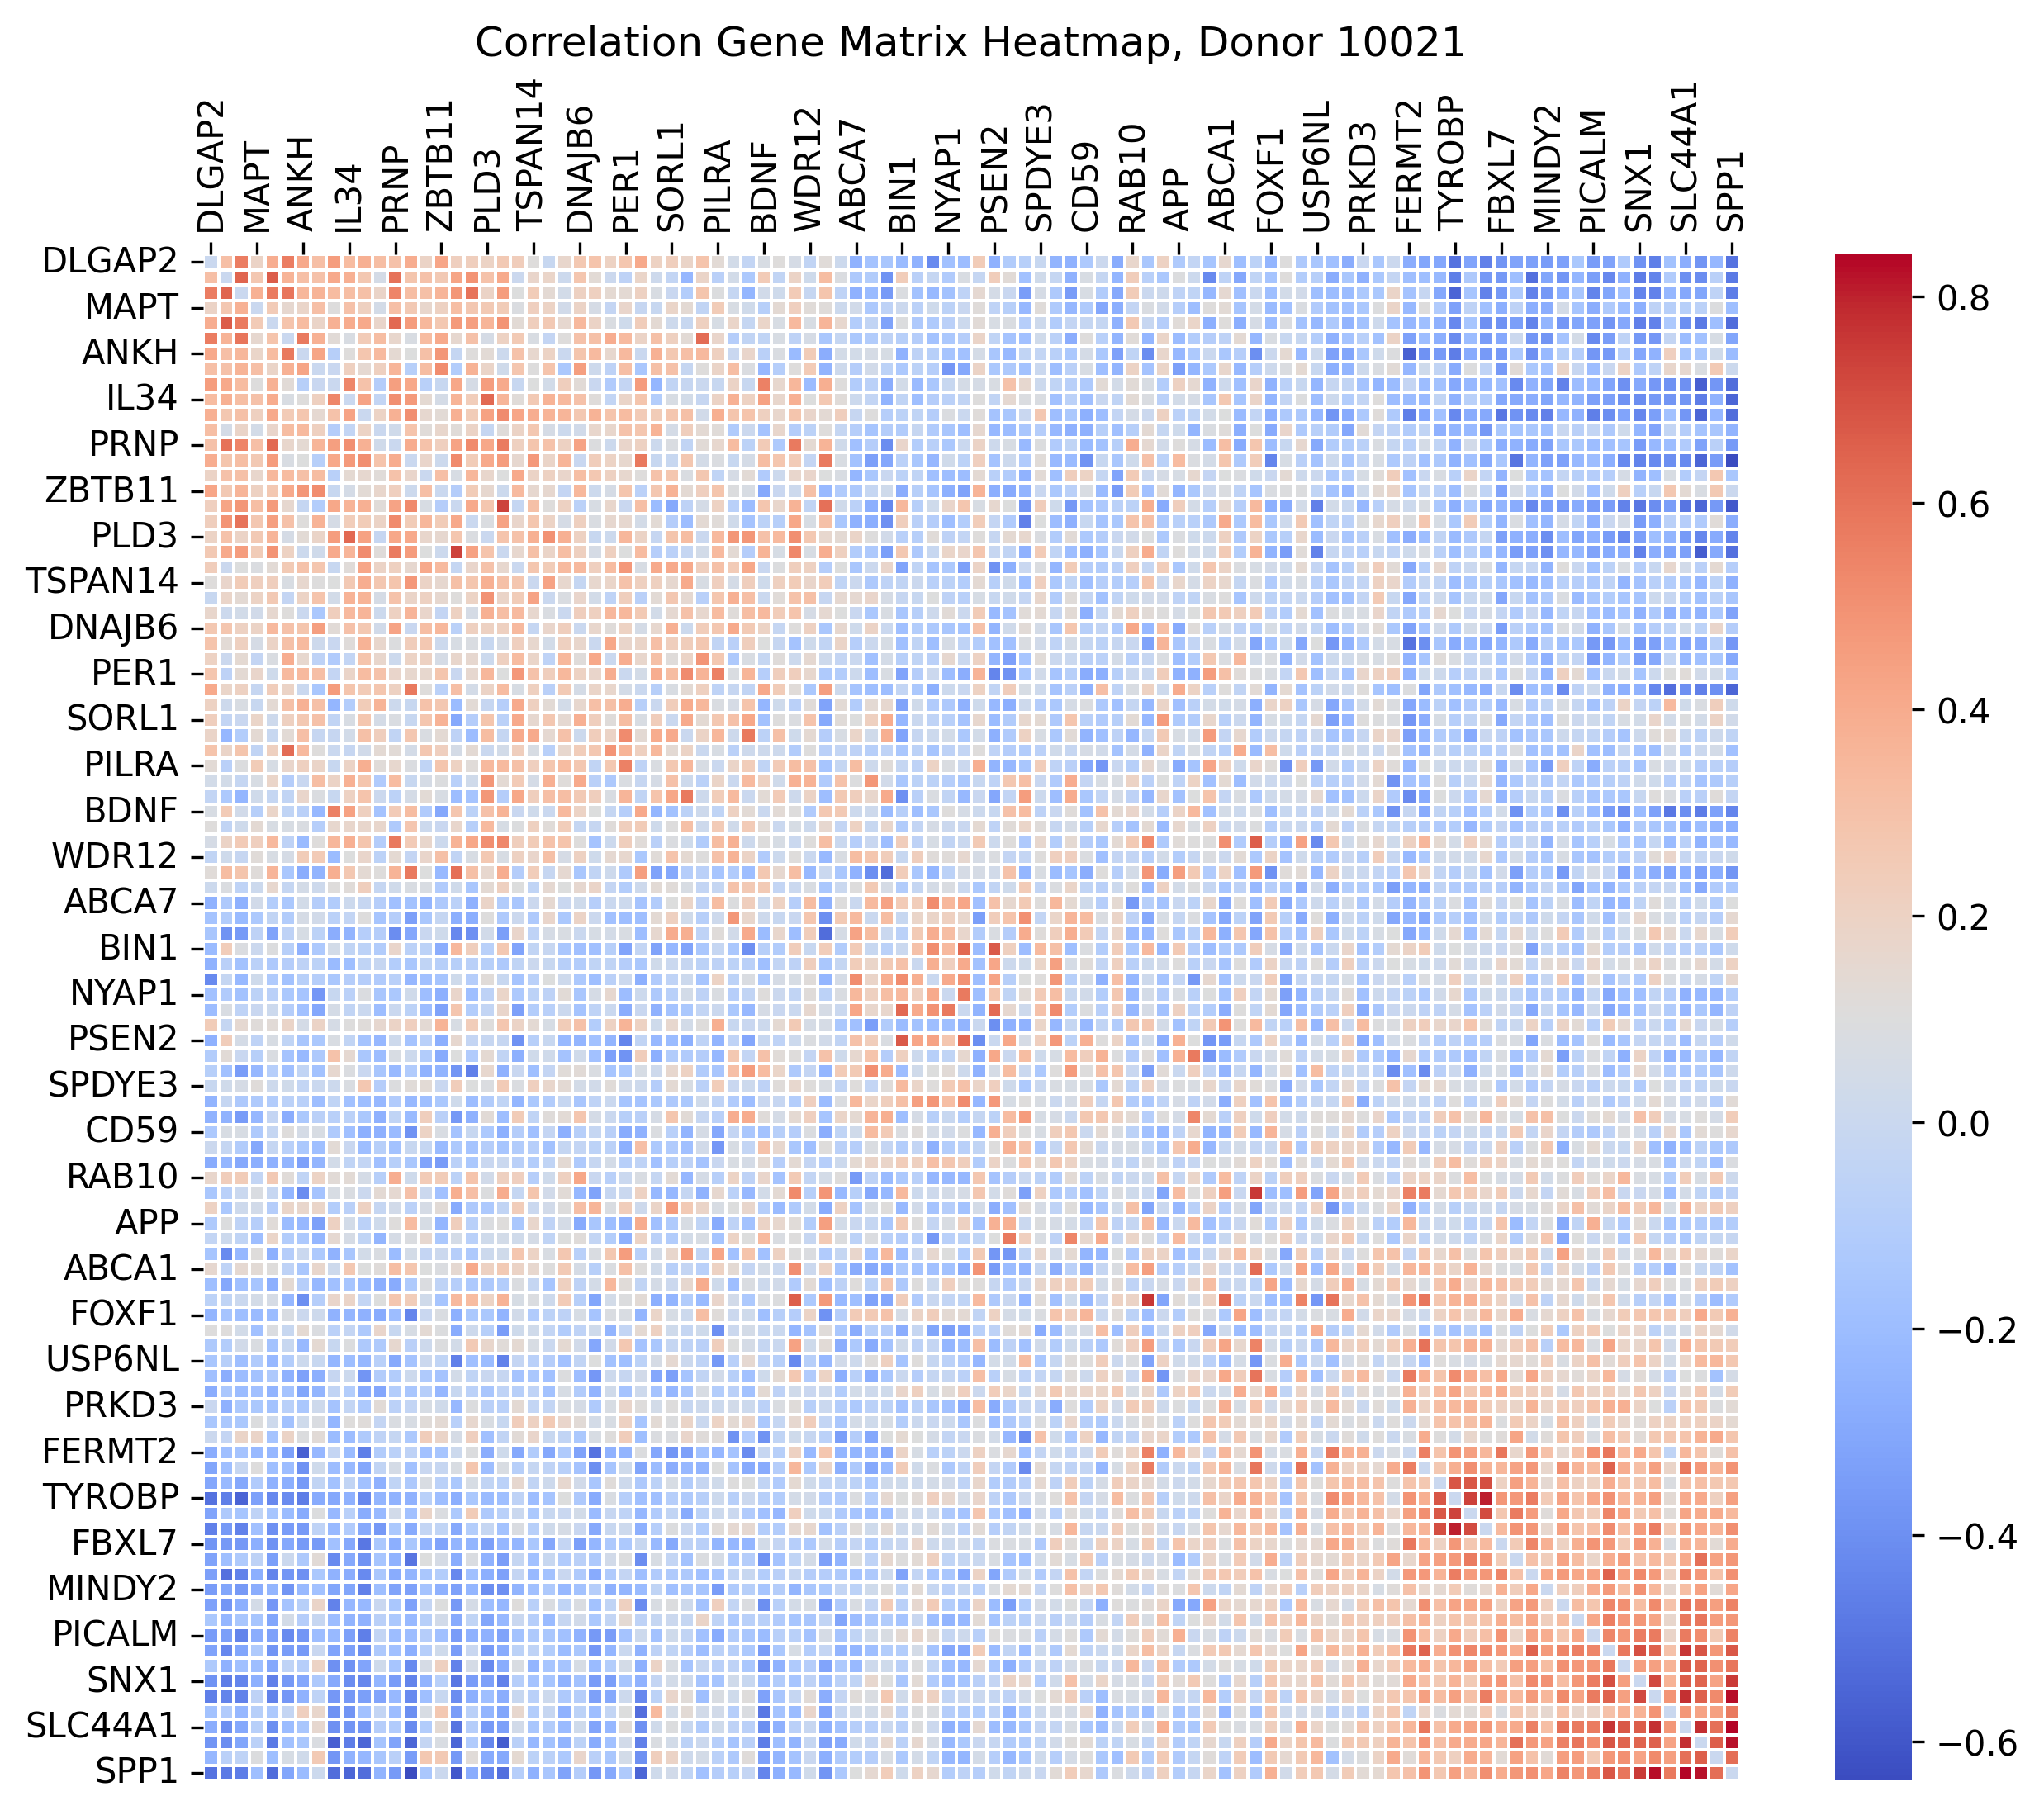 Correlation Gene Matrix Heatmap, Donor 10021
DLGAP2
MAPT
ANKH
IL34
PRNP
ZBTB11
PLD3
TSPAN14
DNAJB6
PER1
SORL1
PILRA
BDNF
WDR12
ABCA7
BIN1
NYAP1
PSEN2
SPDYE3
CD59
RAB10
APP
ABCA1
FOXF1
USP6NL
PRKD3
FERMT2
TYROBP
FBXL7
MINDY2
PICALM
SNX1
SLC44A1
SPP1
DLGAP2
MAPT
ANKH
IL34
PRNP
ZBTB11
PLD3
TSPAN14
DNAJB6
PER1
SORL1
PILRA
BDNF
WDR12
ABCA7
BIN1
NYAP1
PSEN2
SPDYE3
CD59
RAB10
APP
ABCA1
FOXF1
USP6NL
PRKD3
FERMT2
TYROBP
FBXL7
MINDY2
PICALM
SNX1
SLC44A1
SPP1
0.8
0.6
0.4
0.2
0.0
−0.2
−0.4
−0.6